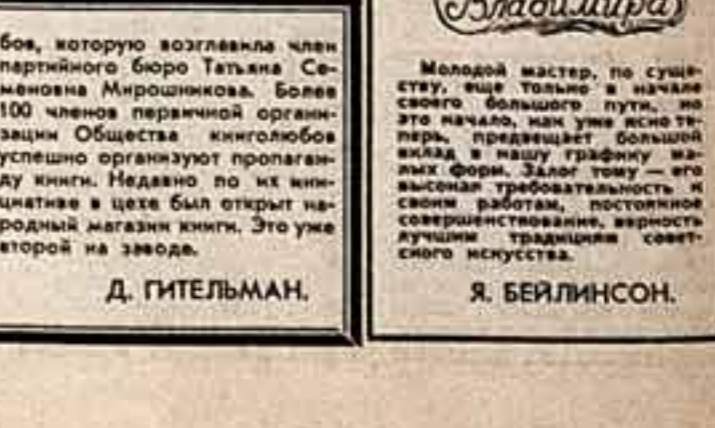 бов, которую возглавила член
партийного бюро Татьяна Се-
меновна Мирошникова. Более
100 членов первичной органи-
зации Общества книголюбов
успешно организуют пропаган-
ду книги. Недавно по их ини-
циативе в цехе был открыт на-
родный магазин книги. Это уже
второй на заводе.
Д. ГИТЕЛЬМАН.
Владимира
Молодой мастер, по суще-
ству, еще только в начале
своего большого пути, но
это начало, как уже ясно те-
перь, предвещает большой
вклад в нашу графику ма-
лых форм. Залог тому — его
высокая требовательность к
своим работам, постоянное
совершенствование, верность
лучшим традициям совет-
ского искусства.
Я. БЕЙЛИНСОН.